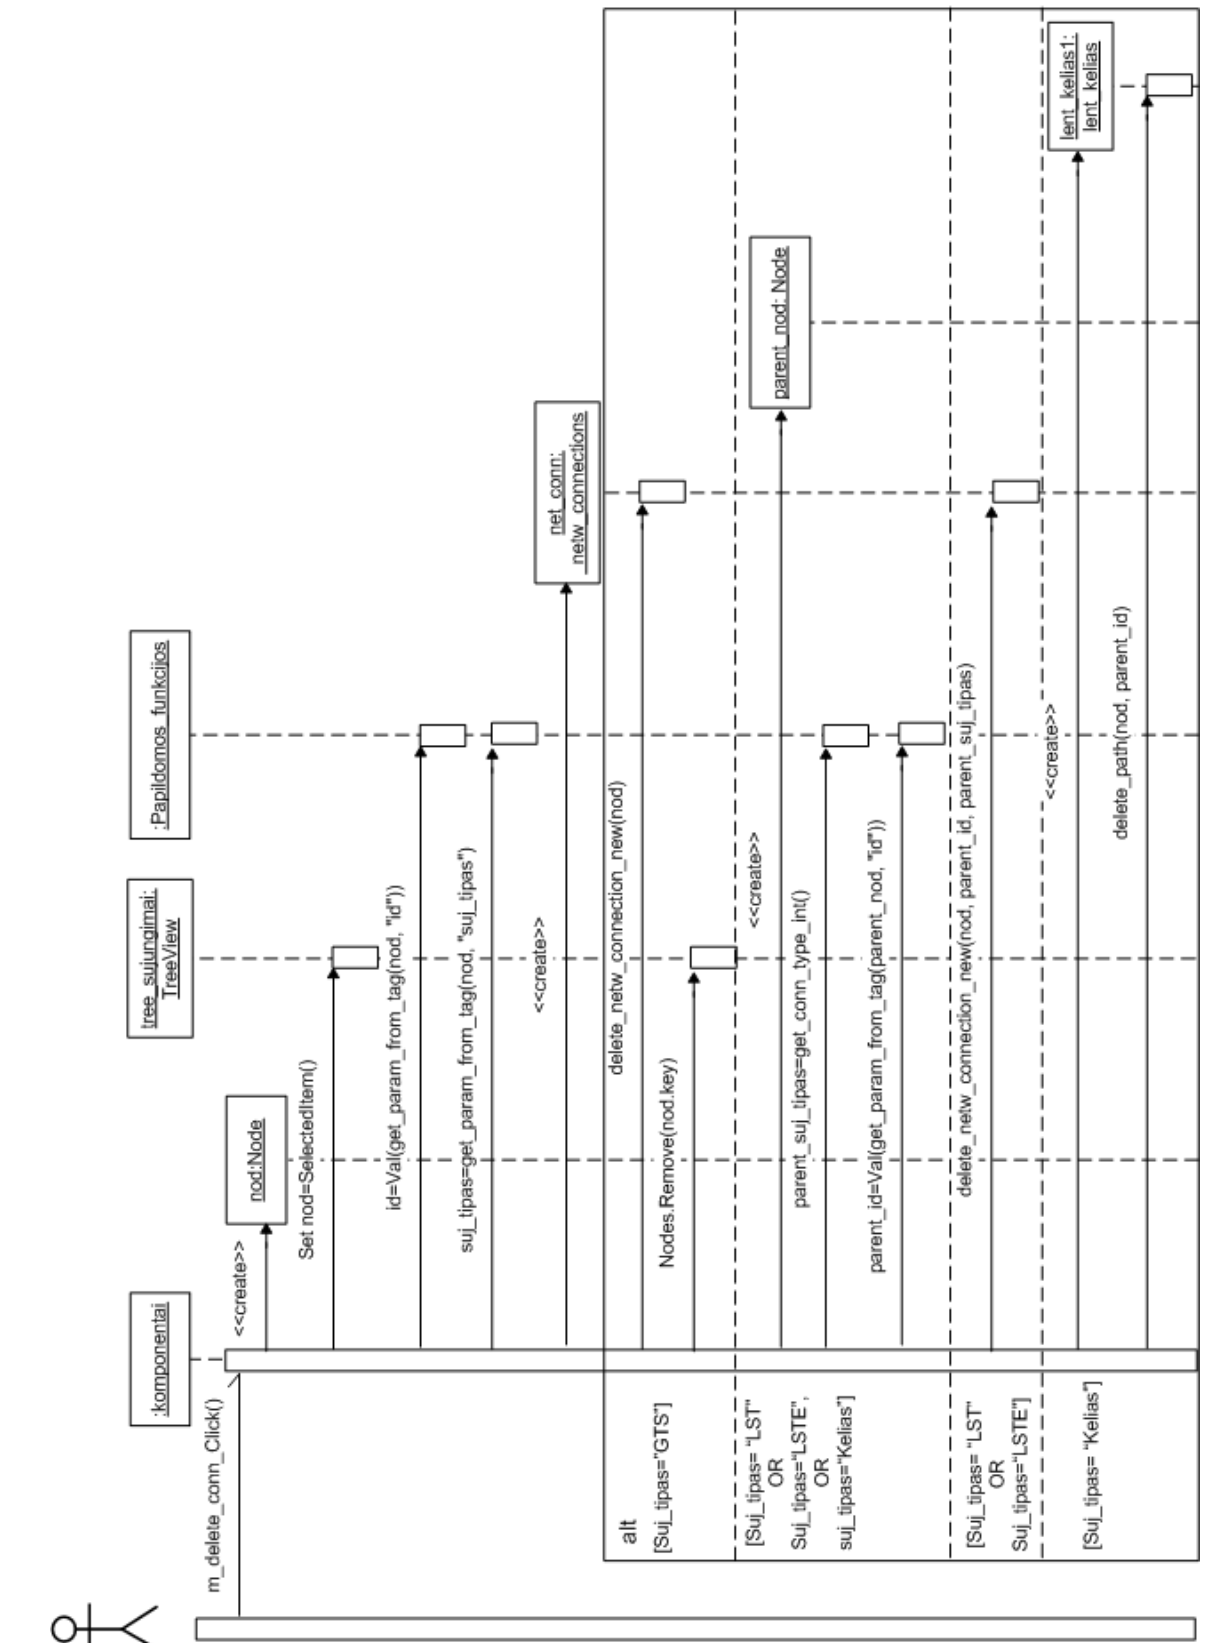 :komponentai
tree_sujungimai:
TreeView
:Papildomos_funkcijos
m_delete_conn_Click()
<<create>>
nod:Node
Set nod=SelectedItem()
id=Val(get_param_from_tag(nod, "id"))
suj_tipas=get_param_from_tag(nod, "suj_tipas")
<<create>>
net_conn:
netw_connections
alt
[Suj_tipas="GTS"]
delete_netw_connection_new(nod)
Nodes.Remove(nod.key)
[Suj_tipas= "LST"
OR
Suj_tipas="LSTE",
OR
suj_tipas="Kelias"]
<<create>>
parent_nod: Node
parent_suj_tipas=get_conn_type_int()
parent_id=Val(get_param_from_tag(parent_nod, "id"))
[Suj_tipas= "LST"
OR
Suj_tipas="LSTE"]
delete_netw_connection_new(nod, parent_id, parent_suj_tipas)
[Suj_tipas= "Kelias"]
<<create>>
lent_kelias1:
lent_kelias
delete_path(nod, parent_id)